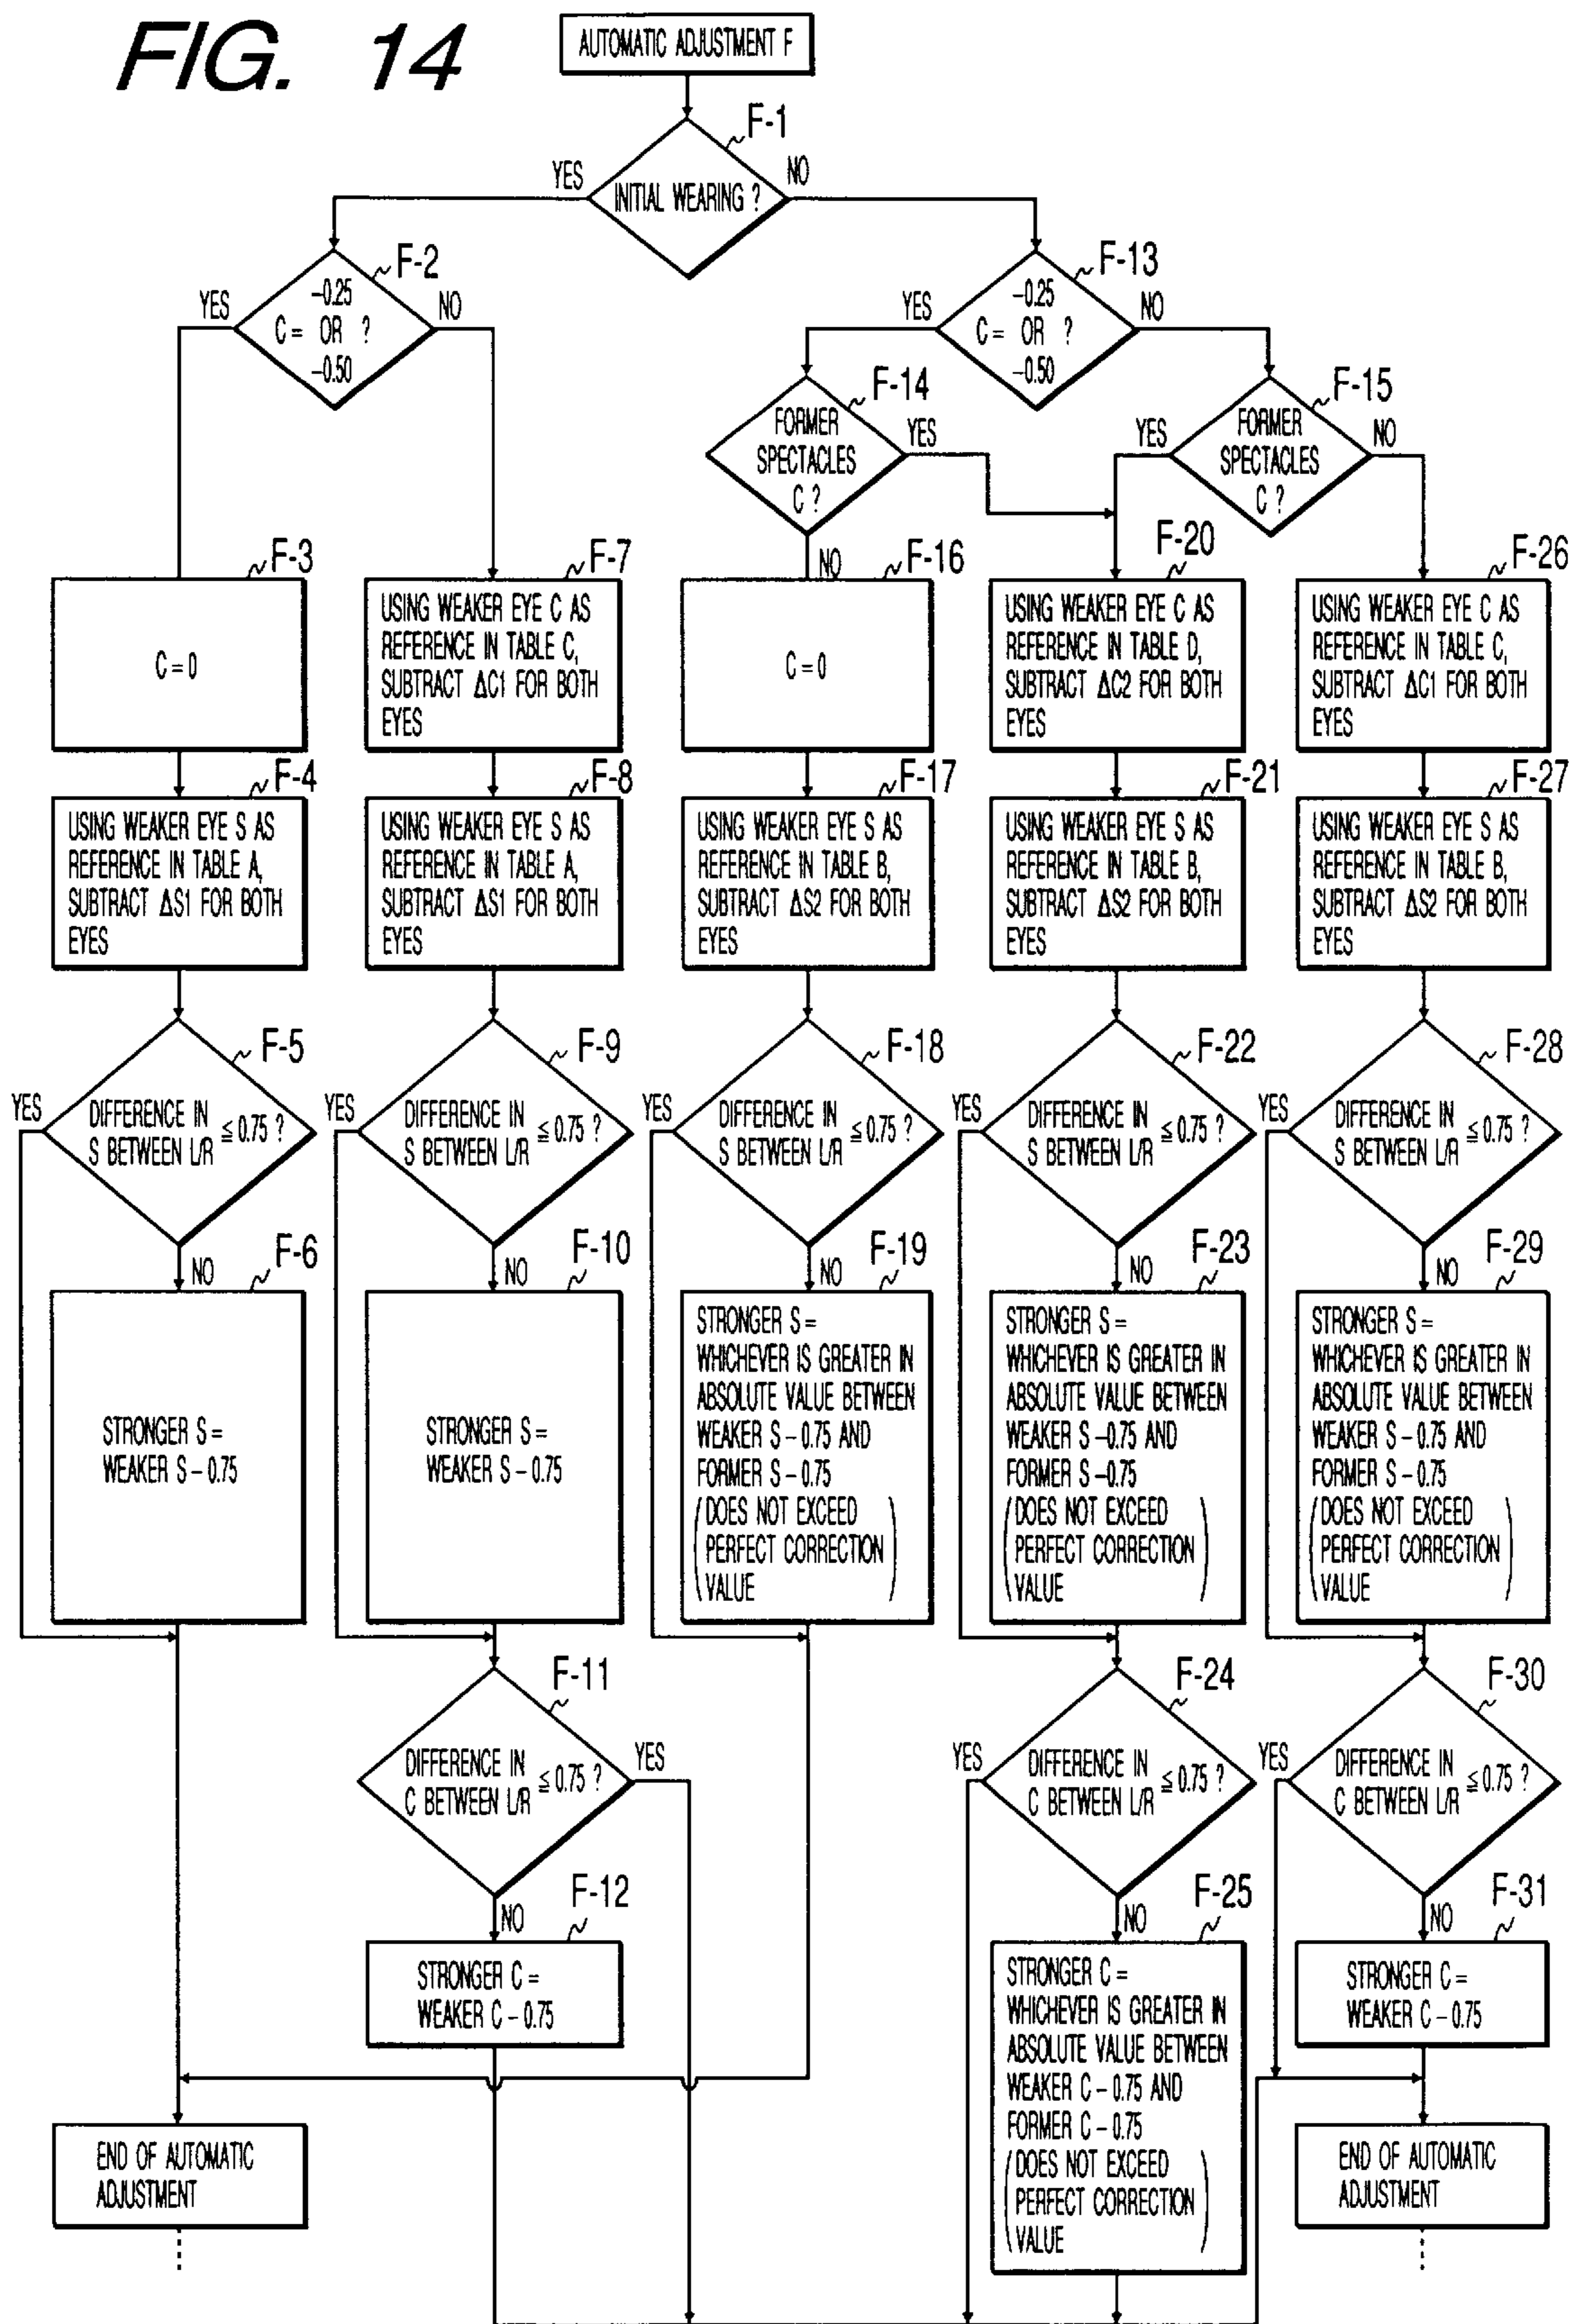 FIG. 14
AUTOMATIC ADJUSTMENT F
F-1
YES
INITIAL WEARING ?
NO
F-2
YES
-0.25
C = OR ?
-0.50
NO
F-13
YES
-0.25
C = OR ?
-0.50
NO
F-14
FORMER
SPECTACLES
C ?
YES
NO
F-15
YES
FORMER
SPECTACLES
C ?
NO
F-3
C = 0
F-7
USING WEAKER EYE C AS
REFERENCE IN TABLE C,
SUBTRACT ΔC1 FOR BOTH
EYES
F-16
C = 0
F-20
USING WEAKER EYE C AS
REFERENCE IN TABLE D,
SUBTRACT ΔC2 FOR BOTH
EYES
F-26
USING WEAKER EYE C AS
REFERENCE IN TABLE C,
SUBTRACT ΔC1 FOR BOTH
EYES
F-4
USING WEAKER EYE S AS
REFERENCE IN TABLE A,
SUBTRACT ΔS1 FOR BOTH
EYES
F-8
USING WEAKER EYE S AS
REFERENCE IN TABLE A,
SUBTRACT ΔS1 FOR BOTH
EYES
F-17
USING WEAKER EYE S AS
REFERENCE IN TABLE B,
SUBTRACT ΔS2 FOR BOTH
EYES
F-21
USING WEAKER EYE S AS
REFERENCE IN TABLE B,
SUBTRACT ΔS2 FOR BOTH
EYES
F-27
USING WEAKER EYE S AS
REFERENCE IN TABLE B,
SUBTRACT ΔS2 FOR BOTH
EYES
F-5
YES
DIFFERENCE IN
S BETWEEN L/R ≦ 0.75 ?
NO
F-9
YES
DIFFERENCE IN
S BETWEEN L/R ≦ 0.75 ?
NO
F-18
YES
DIFFERENCE IN
S BETWEEN L/R ≦ 0.75 ?
NO
F-22
YES
DIFFERENCE IN
S BETWEEN L/R ≦ 0.75 ?
NO
F-28
YES
DIFFERENCE IN
S BETWEEN L/R ≦ 0.75 ?
NO
F-6
STRONGER S =
WEAKER S - 0.75
F-10
STRONGER S =
WEAKER S - 0.75
F-19
STRONGER S =
WHICHEVER IS GREATER IN
ABSOLUTE VALUE BETWEEN
WEAKER S - 0.75 AND
FORMER S - 0.75
(DOES NOT EXCEED
PERFECT CORRECTION
VALUE)
F-23
STRONGER S =
WHICHEVER IS GREATER IN
ABSOLUTE VALUE BETWEEN
WEAKER S -0.75 AND
FORMER S -0.75
(DOES NOT EXCEED
PERFECT CORRECTION
VALUE)
F-29
STRONGER S =
WHICHEVER IS GREATER IN
ABSOLUTE VALUE BETWEEN
WEAKER S - 0.75 AND
FORMER S - 0.75
(DOES NOT EXCEED
PERFECT CORRECTION
VALUE)
F-11
DIFFERENCE IN
C BETWEEN L/R ≦ 0.75 ?
YES
NO
F-24
YES
DIFFERENCE IN
C BETWEEN L/R ≦ 0.75 ?
NO
F-30
YES
DIFFERENCE IN
C BETWEEN L/R ≦ 0.75 ?
NO
F-12
STRONGER C =
WEAKER C - 0.75
F-25
STRONGER C =
WHICHEVER IS GREATER IN
ABSOLUTE VALUE BETWEEN
WEAKER C - 0.75 AND
FORMER C - 0.75
(DOES NOT EXCEED
PERFECT CORRECTION
VALUE)
F-31
STRONGER C =
WEAKER C - 0.75
END OF AUTOMATIC
ADJUSTMENT
END OF AUTOMATIC
ADJUSTMENT